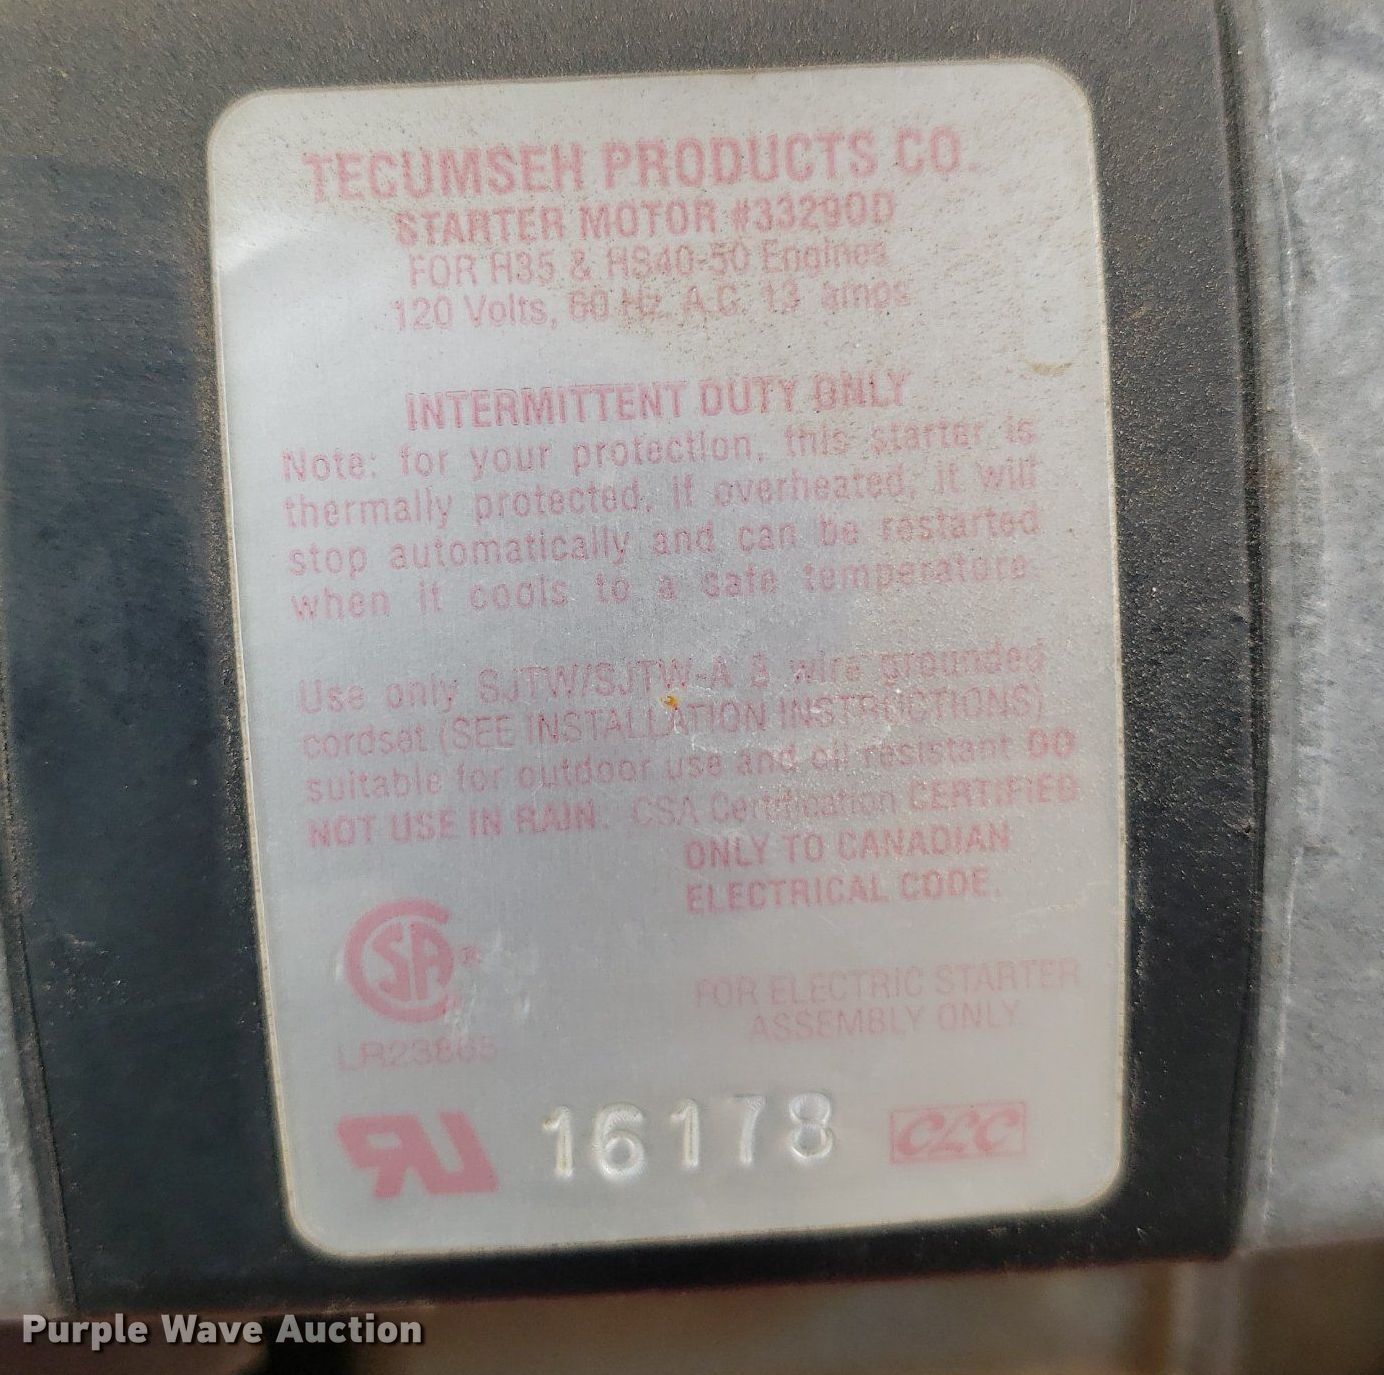 TECUMSEH PRODUCTS CO.
STARTER MOTOR #33290D
FOR H35 & HS40-50 Engines
120 Volts, 60 Hz. A.C. 13 amps
INTERMITTENT DUTY ONLY
Note: for your protection, this starter is
thermally protected, if overheated, it will
stop automatically and can be restarted
when it cools to a safe temperature.
Use only SJTW/SJTW-A 3 wire grounded
cordset (SEE INSTALLATION INSTRUCTIONS)
suitable for outdoor use and oil resistant DO
NOT USE IN RAIN. CSA Certification CERTIFIED
ONLY TO CANADIAN
ELECTRICAL CODE.
SA ®
LR23865
FOR ELECTRIC STARTER
ASSEMBLY ONLY
RU 16178 CLC
Purple Wave Auction